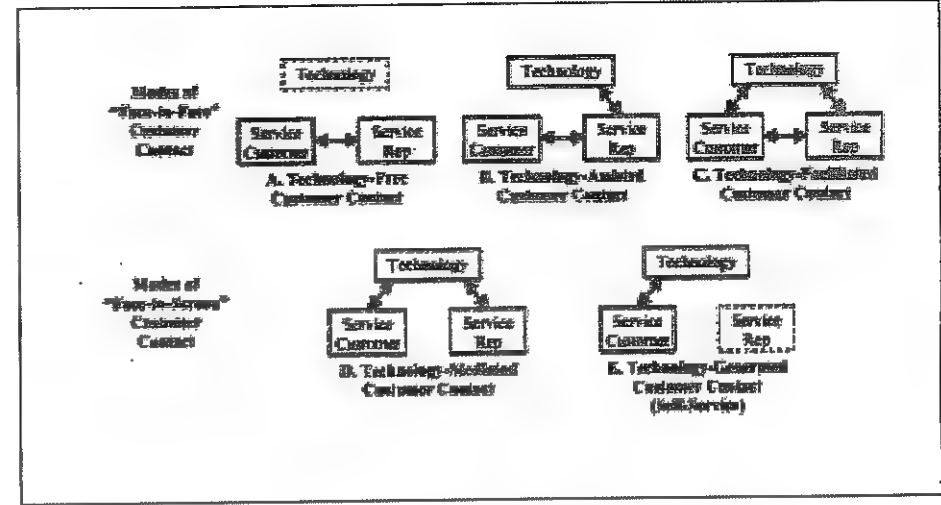 Modes of
"Face-to-Face"
Customer
Contact
Technology
Service
Customer
Service
Rep
A. Technology-Free
Customer Contact
Technology
Service
Customer
Service
Rep
B. Technology-Assisted
Customer Contact
Technology
Service
Customer
Service
Rep
C. Technology-Facilitated
Customer Contact
Modes of
"Face-to-Screen"
Customer
Contact
Technology
Service
Customer
Service
Rep
D. Technology-Mediated
Customer Contact
Technology
Service
Customer
Service
Rep
E. Technology-Generated
Customer Contact
(Self-Service)